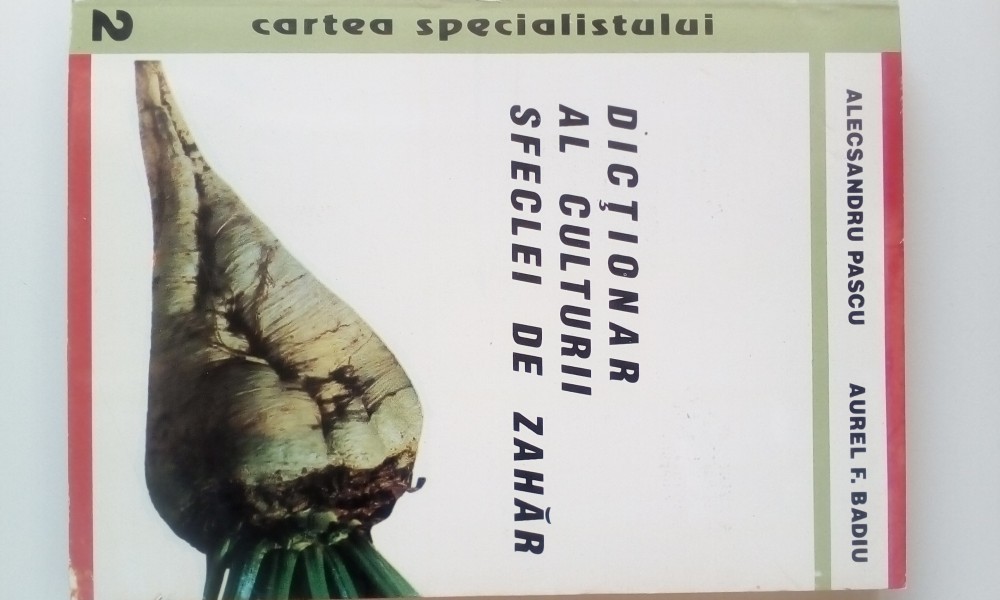 cartea specialistului
2
ALECSANDRU PASCU
AUREL F. BADIU
DICȚIONAR
AL CULTURII
SFECLEI DE ZAHĂR